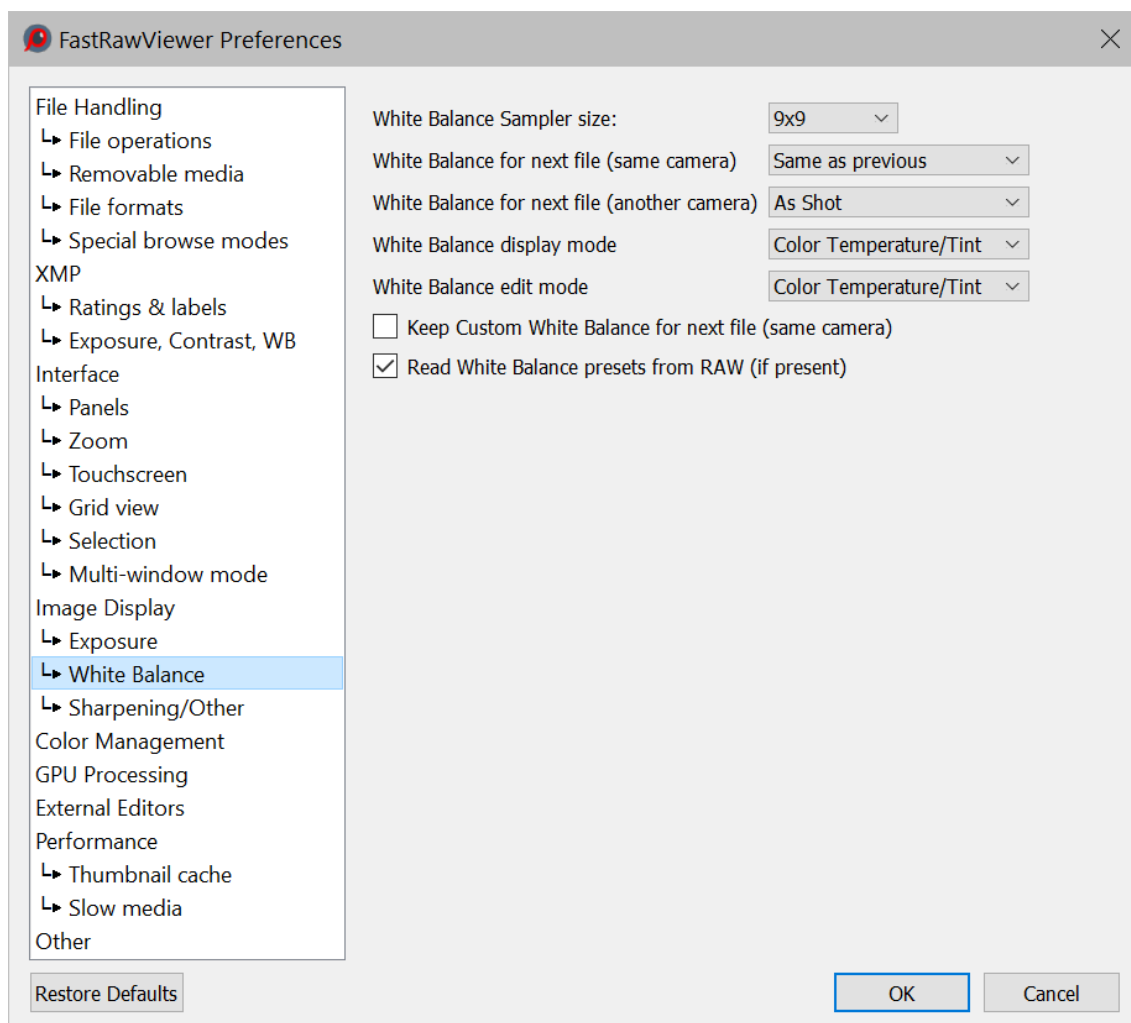 FastRawViewer Preferences
File Handling
File operations
Removable media
File formats
Special browse modes
XMP
Ratings & labels
Exposure, Contrast, WB
Interface
Panels
Zoom
Touchscreen
Grid view
Selection
Multi-window mode
Image Display
Exposure
White Balance
Sharpening/Other
Color Management
GPU Processing
External Editors
Performance
Thumbnail cache
Slow media
Other
White Balance Sampler size: 9x9
White Balance for next file (same camera) Same as previous
White Balance for next file (another camera) As Shot
White Balance display mode Color Temperature/Tint
White Balance edit mode Color Temperature/Tint
Keep Custom White Balance for next file (same camera)
Read White Balance presets from RAW (if present)
Restore Defaults OK Cancel